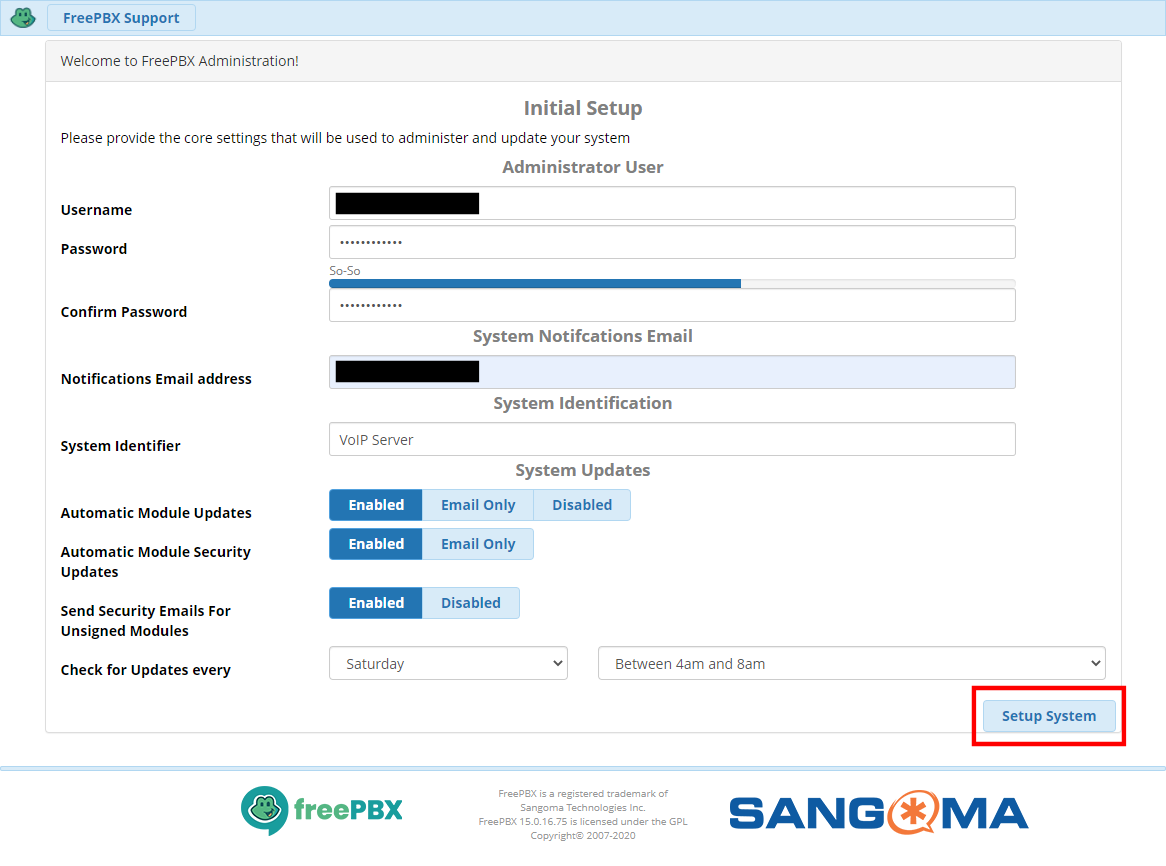 FreePBX Support
Welcome to FreePBX Administration!
Initial Setup
Please provide the core settings that will be used to administer and update your system
Administrator User
Username
Password
••••••••••••
So-So
Confirm Password
••••••••••••
System Notifcations Email
Notifications Email address
System Identification
System Identifier
VoIP Server
System Updates
Automatic Module Updates
Enabled Email Only Disabled
Automatic Module Security
Updates
Enabled Email Only
Send Security Emails For
Unsigned Modules
Enabled Disabled
Check for Updates every
Saturday
Between 4am and 8am
Setup System
freePBX
FreePBX is a registered trademark of
Sangoma Technologies Inc.
FreePBX 15.0.16.75 is licensed under the GPL
Copyright© 2007-2020
SANGOMA